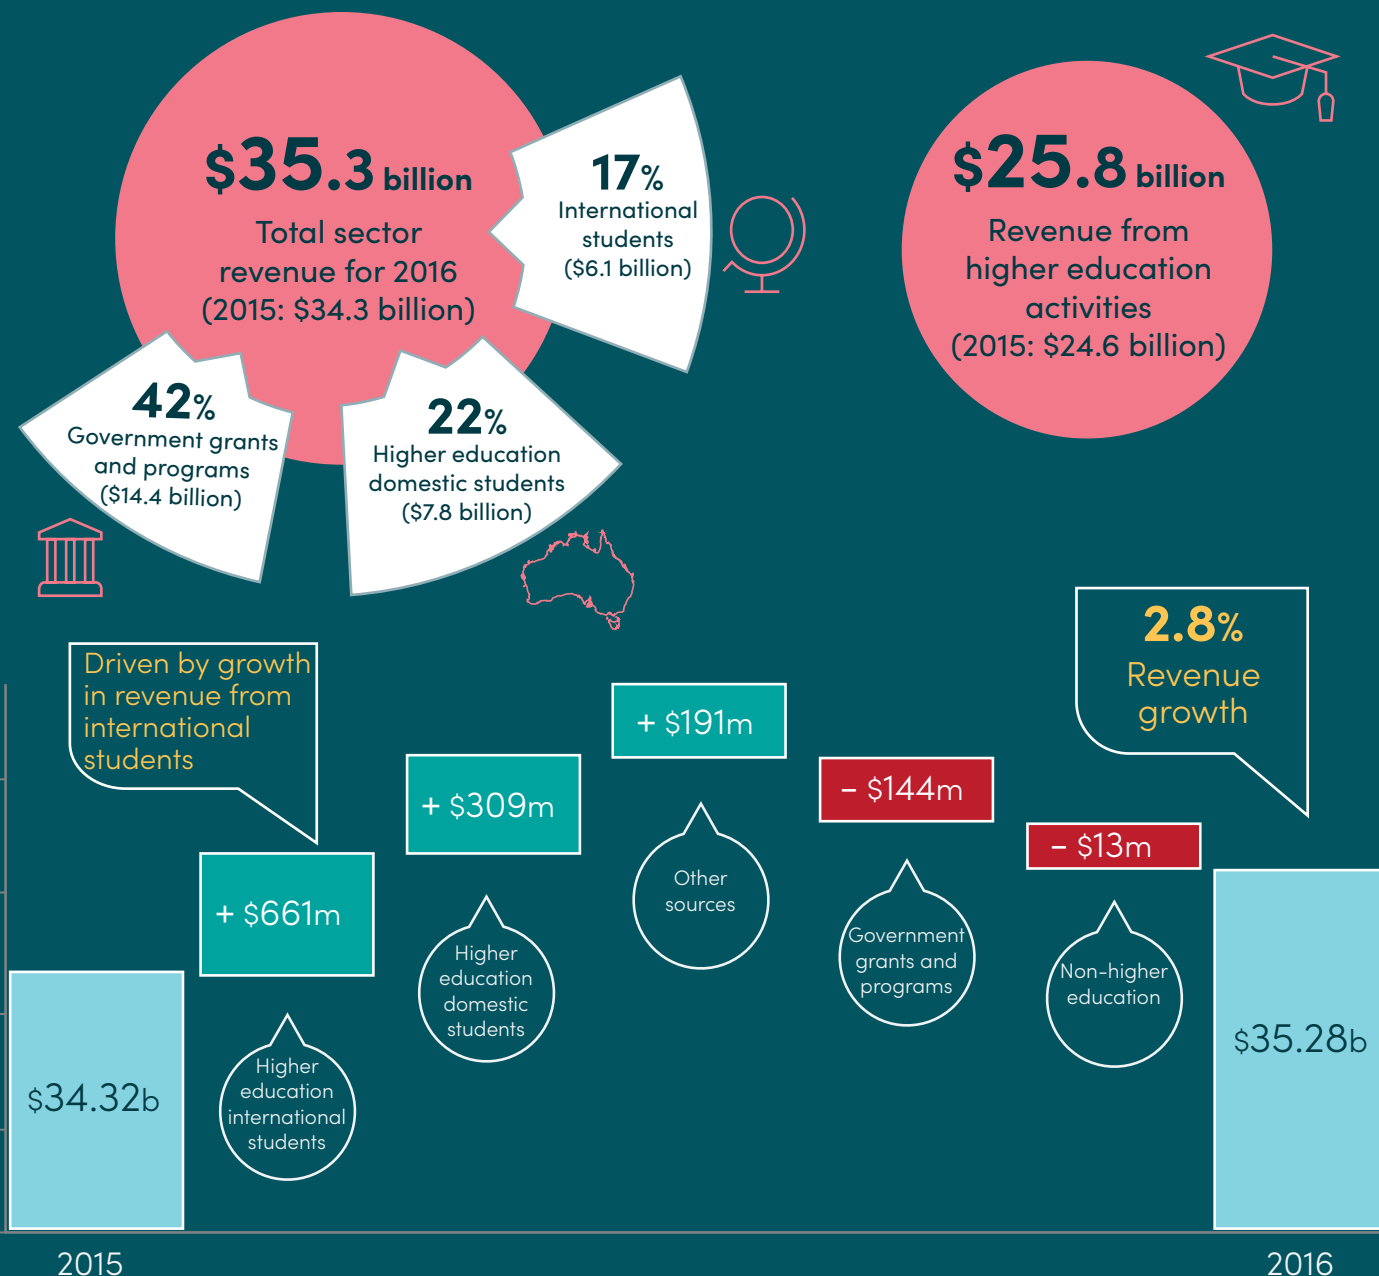 $35.3 billion
Total sector
revenue for 2016
(2015: $34.3 billion)
17%
International
students
($6.1 billion)
42%
Government grants
and programs
($14.4 billion)
22%
Higher education
domestic students
($7.8 billion)
$25.8 billion
Revenue from
higher education
activities
(2015: $24.6 billion)
Driven by growth
in revenue from
international
students
2.8%
Revenue
growth
$34.32b
+ $661m
Higher
education
international
students
+ $309m
Higher
education
domestic
students
+ $191m
Other
sources
– $144m
Government
grants and
programs
– $13m
Non-higher
education
$35.28b
2015
2016